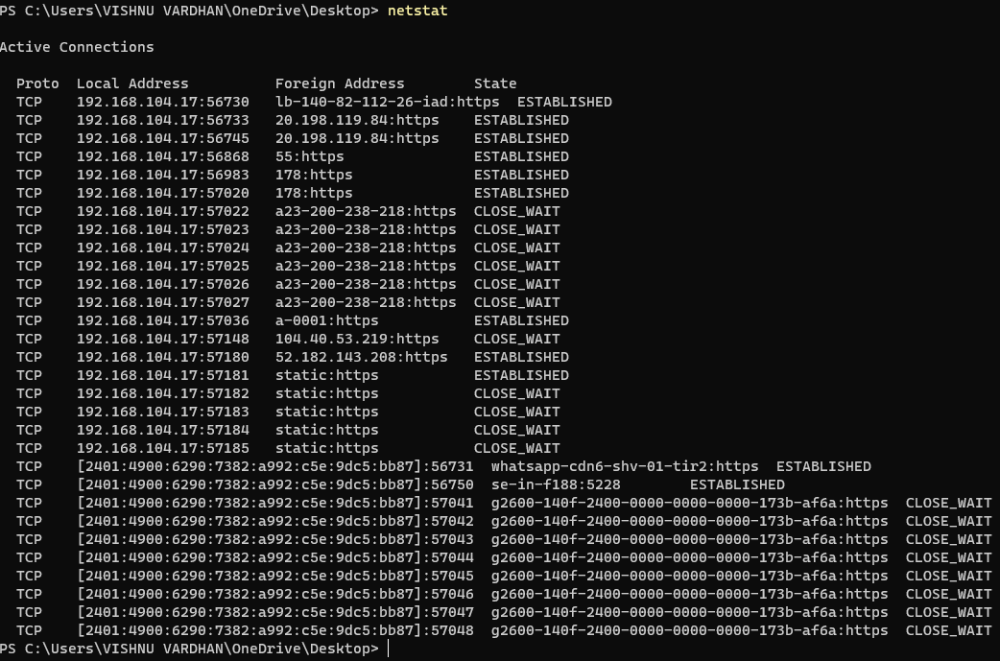 PS C:\Users\VISHNU VARDHAN\OneDrive\Desktop> netstat
Active Connections
Proto  Local Address          Foreign Address        State
TCP    192.168.104.17:56730   lb-140-82-112-26-iad:https  ESTABLISHED
TCP    192.168.104.17:56733   20.198.119.84:https    ESTABLISHED
TCP    192.168.104.17:56745   20.198.119.84:https    ESTABLISHED
TCP    192.168.104.17:56868   55:https               ESTABLISHED
TCP    192.168.104.17:56983   178:https              ESTABLISHED
TCP    192.168.104.17:57020   178:https              ESTABLISHED
TCP    192.168.104.17:57022   a23-200-238-218:https  CLOSE_WAIT
TCP    192.168.104.17:57023   a23-200-238-218:https  CLOSE_WAIT
TCP    192.168.104.17:57024   a23-200-238-218:https  CLOSE_WAIT
TCP    192.168.104.17:57025   a23-200-238-218:https  CLOSE_WAIT
TCP    192.168.104.17:57026   a23-200-238-218:https  CLOSE_WAIT
TCP    192.168.104.17:57027   a23-200-238-218:https  CLOSE_WAIT
TCP    192.168.104.17:57036   a-0001:https           ESTABLISHED
TCP    192.168.104.17:57148   104.40.53.219:https    CLOSE_WAIT
TCP    192.168.104.17:57180   52.182.143.208:https   ESTABLISHED
TCP    192.168.104.17:57181   static:https           ESTABLISHED
TCP    192.168.104.17:57182   static:https           CLOSE_WAIT
TCP    192.168.104.17:57183   static:https           CLOSE_WAIT
TCP    192.168.104.17:57184   static:https           CLOSE_WAIT
TCP    192.168.104.17:57185   static:https           CLOSE_WAIT
TCP    [2401:4900:6290:7382:a992:c5e:9dc5:bb87]:56731  whatsapp-cdn6-shv-01-tir2:https  ESTABLISHED
TCP    [2401:4900:6290:7382:a992:c5e:9dc5:bb87]:56750  se-in-f188:5228        ESTABLISHED
TCP    [2401:4900:6290:7382:a992:c5e:9dc5:bb87]:57041  g2600-140f-2400-0000-0000-0000-173b-af6a:https  CLOSE_WAIT
TCP    [2401:4900:6290:7382:a992:c5e:9dc5:bb87]:57042  g2600-140f-2400-0000-0000-0000-173b-af6a:https  CLOSE_WAIT
TCP    [2401:4900:6290:7382:a992:c5e:9dc5:bb87]:57043  g2600-140f-2400-0000-0000-0000-173b-af6a:https  CLOSE_WAIT
TCP    [2401:4900:6290:7382:a992:c5e:9dc5:bb87]:57044  g2600-140f-2400-0000-0000-0000-173b-af6a:https  CLOSE_WAIT
TCP    [2401:4900:6290:7382:a992:c5e:9dc5:bb87]:57045  g2600-140f-2400-0000-0000-0000-173b-af6a:https  CLOSE_WAIT
TCP    [2401:4900:6290:7382:a992:c5e:9dc5:bb87]:57046  g2600-140f-2400-0000-0000-0000-173b-af6a:https  CLOSE_WAIT
TCP    [2401:4900:6290:7382:a992:c5e:9dc5:bb87]:57047  g2600-140f-2400-0000-0000-0000-173b-af6a:https  CLOSE_WAIT
TCP    [2401:4900:6290:7382:a992:c5e:9dc5:bb87]:57048  g2600-140f-2400-0000-0000-0000-173b-af6a:https  CLOSE_WAIT
PS C:\Users\VISHNU VARDHAN\OneDrive\Desktop>